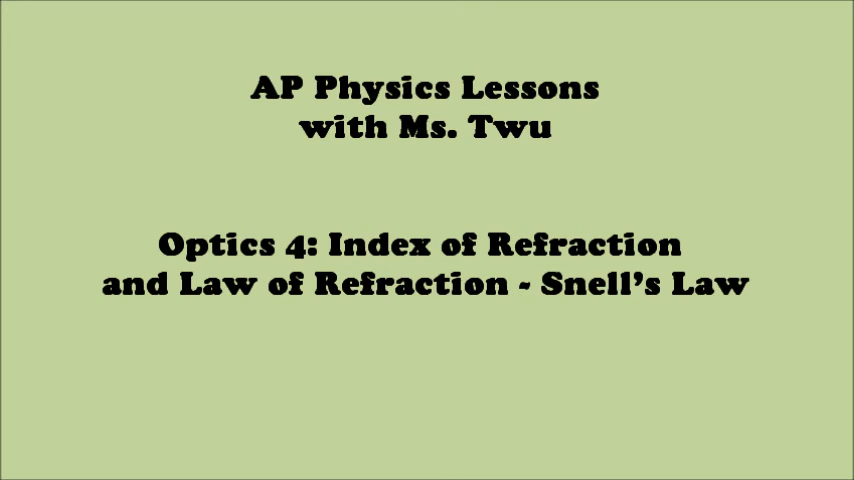 AP Physics Lessons
with Ms. Twu
Optics 4: Index of Refraction
and Law of Refraction - Snell’s Law